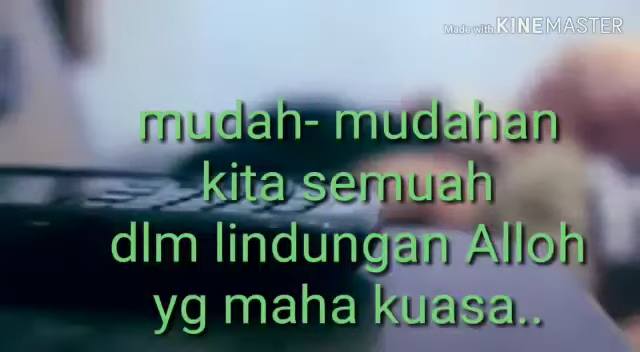 Made with KINEMASTER
mudah- mudahan
kita semuah
dlm lindungan Alloh
yg maha kuasa..